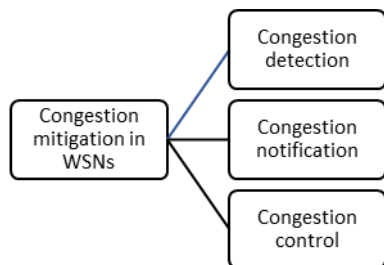 Congestion
mitigation in
WSNs
Congestion
detection
Congestion
notification
Congestion
control